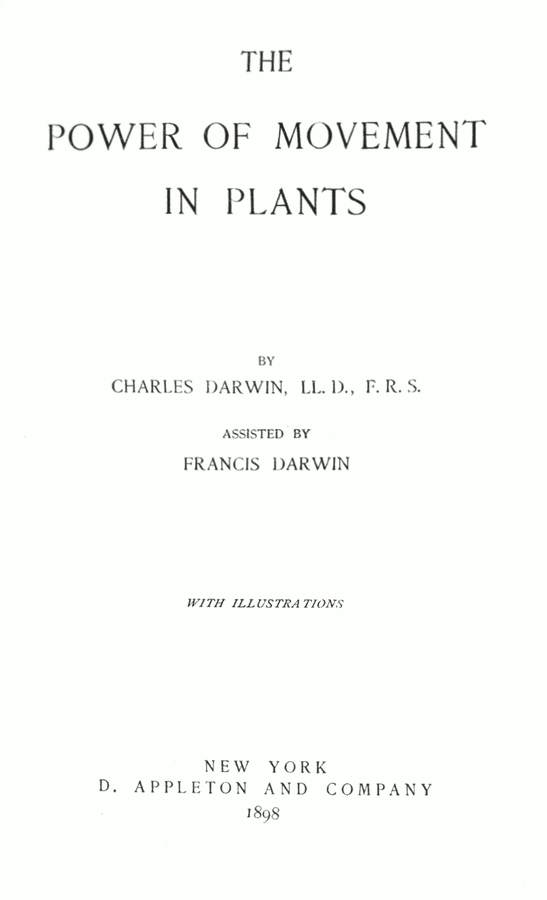 THE
POWER OF MOVEMENT
IN PLANTS
BY
CHARLES DARWIN, LL. D., F. R. S.
ASSISTED BY
FRANCIS DARWIN
WITH ILLUSTRATIONS
NEW YORK
D. APPLETON AND COMPANY
1898